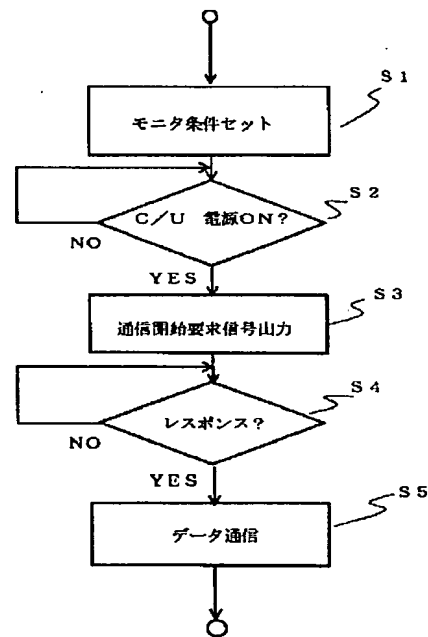 S1
モニタ条件セット
S2
C/U 電源ON?
NO
YES
S3
通信開始要求信号出力
S4
レスポンス?
NO
YES
S5
データ通信